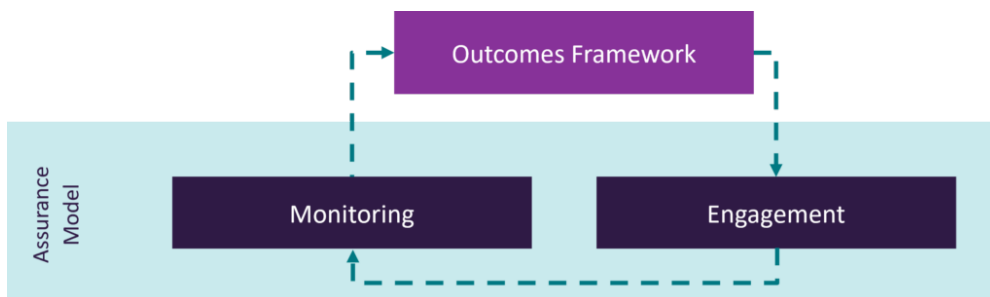 Outcomes Framework
Assurance
Model
Monitoring
Engagement